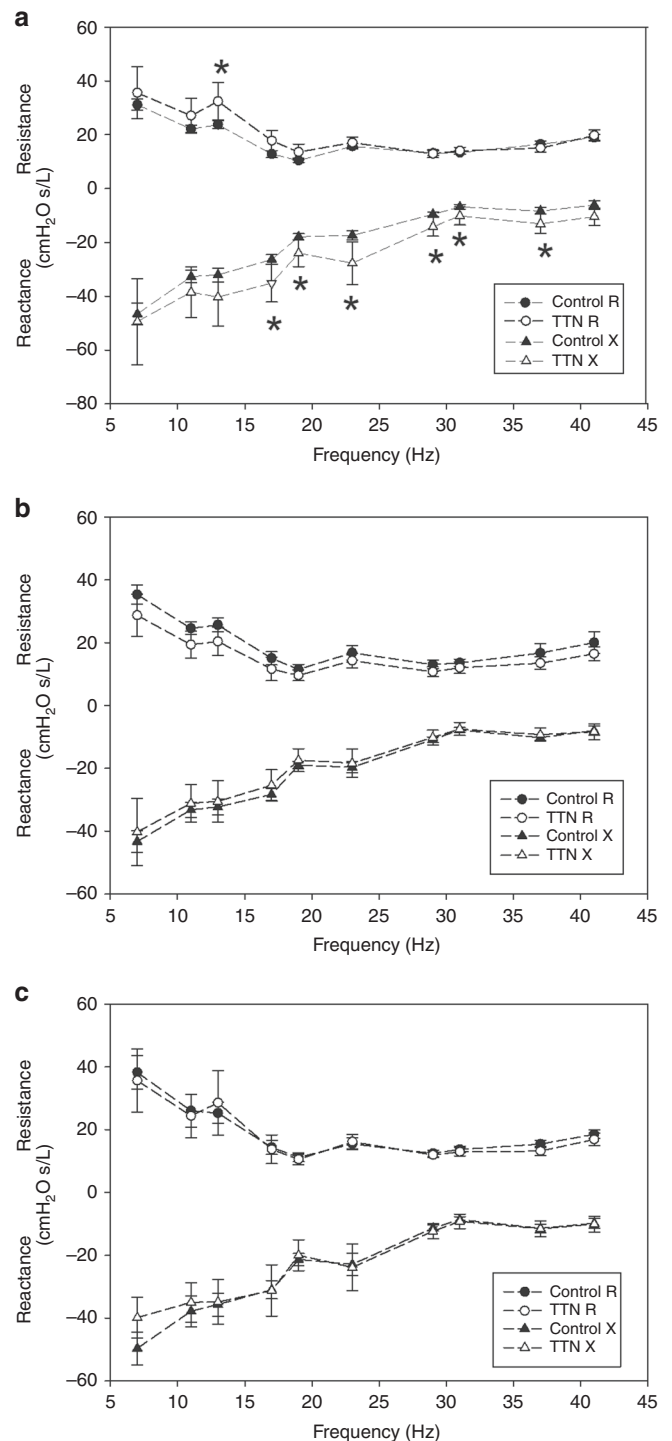 a
60
40
20
0
−20
−40
−60
−80
Resistance
Reactance
(cmH₂O s/L)
*
*
*
*
*
*
*
Control R
TTN R
Control X
TTN X
5 10 15 20 25 30 35 40 45
Frequency (Hz)
b
60
40
20
0
−20
−40
−60
Resistance
Reactance
(cmH₂O s/L)
Control R
TTN R
Control X
TTN X
5 10 15 20 25 30 35 40 45
Frequency (Hz)
c
60
40
20
0
−20
−40
−60
Resistance
Reactance
(cmH₂O s/L)
Control R
TTN R
Control X
TTN X
5 10 15 20 25 30 35 40 45
Frequency (Hz)